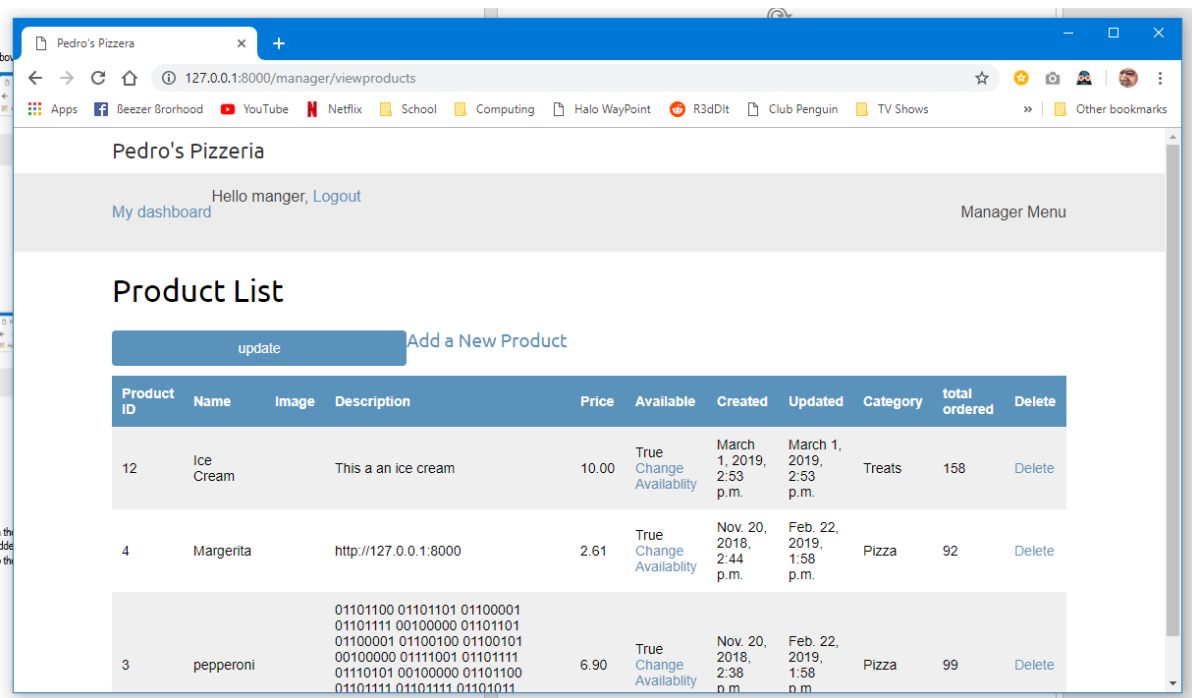 Pedro's Pizzera
127.0.0.1:8000/manager/viewproducts
Apps ßeezer ßrorhood YouTube Netflix School Computing Halo WayPoint R3dDIt Club Penguin TV Shows » Other bookmarks
Pedro's Pizzeria
Hello manger, Logout
My dashboard
Manager Menu
Product List
update
Add a New Product
Product ID Name Image Description Price Available Created Updated Category total ordered Delete
12
Ice
Cream
This a an ice cream
10.00
True
Change
Availablity
March
1, 2019,
2:53
p.m.
March 1,
2019,
2:53
p.m.
Treats
158
Delete
4
Margerita
http://127.0.0.1:8000
2.61
True
Change
Availablity
Nov. 20,
2018,
2:44
p.m.
Feb. 22,
2019,
1:58
p.m.
Pizza
92
Delete
3
pepperoni
01101100 01101101 01100001
01101111 00100000 01101101
01100001 01100100 01100101
00100000 01111001 01101111
01110101 00100000 01101100
01101111 01101111 01101011
6.90
True
Change
Availablity
Nov. 20,
2018,
2:38
p.m
Feb. 22,
2019,
1:58
p.m
Pizza
99
Delete